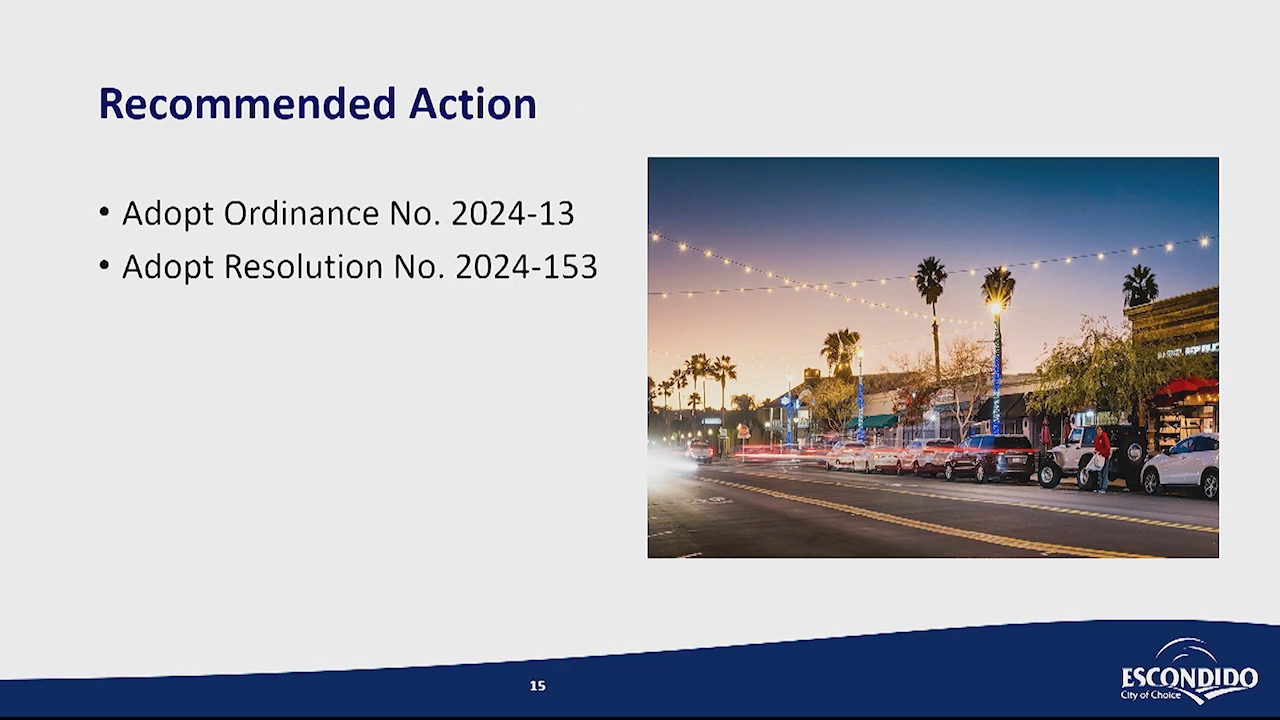 Recommended Action
• Adopt Ordinance No. 2024-13
• Adopt Resolution No. 2024-153
15
ESCONDIDO
City of Choice